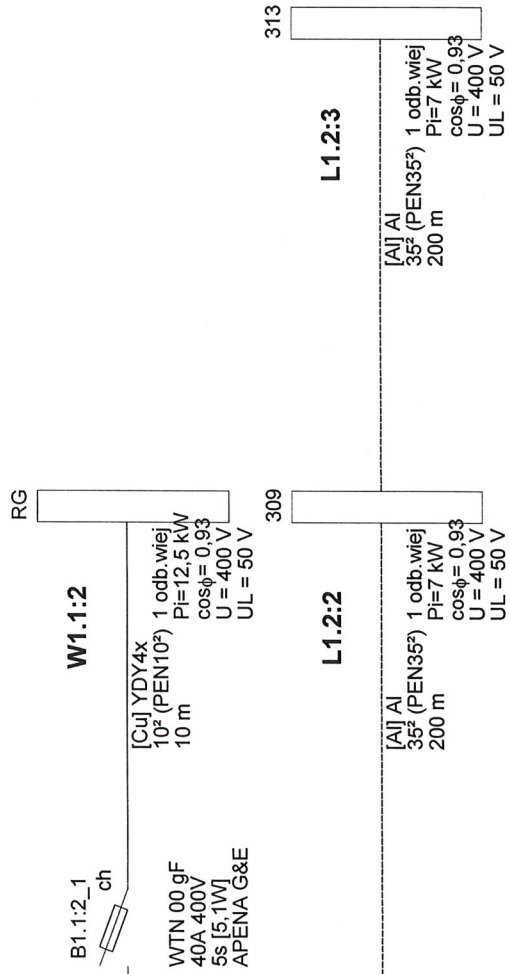 RG
W1.1:2
B1.1:2_1
ch
[Cu] YDY4x
10² (PEN10²)
10 m
1 odb.wiej
Pi=12,5 kW
cosϕ= 0,93
U = 400 V
UL = 50 V
WTN 00 gF
40A 400V
5s [5,1W]
APENA G&E
309
L1.2:2
[Al] Al
35² (PEN35²)
200 m
1 odb.wiej
Pi=7 kW
cosϕ= 0,93
U = 400 V
UL = 50 V
313
L1.2:3
[Al] Al
35² (PEN35²)
200 m
1 odb.wiej
Pi=7 kW
cosϕ= 0,93
U = 400 V
UL = 50 V